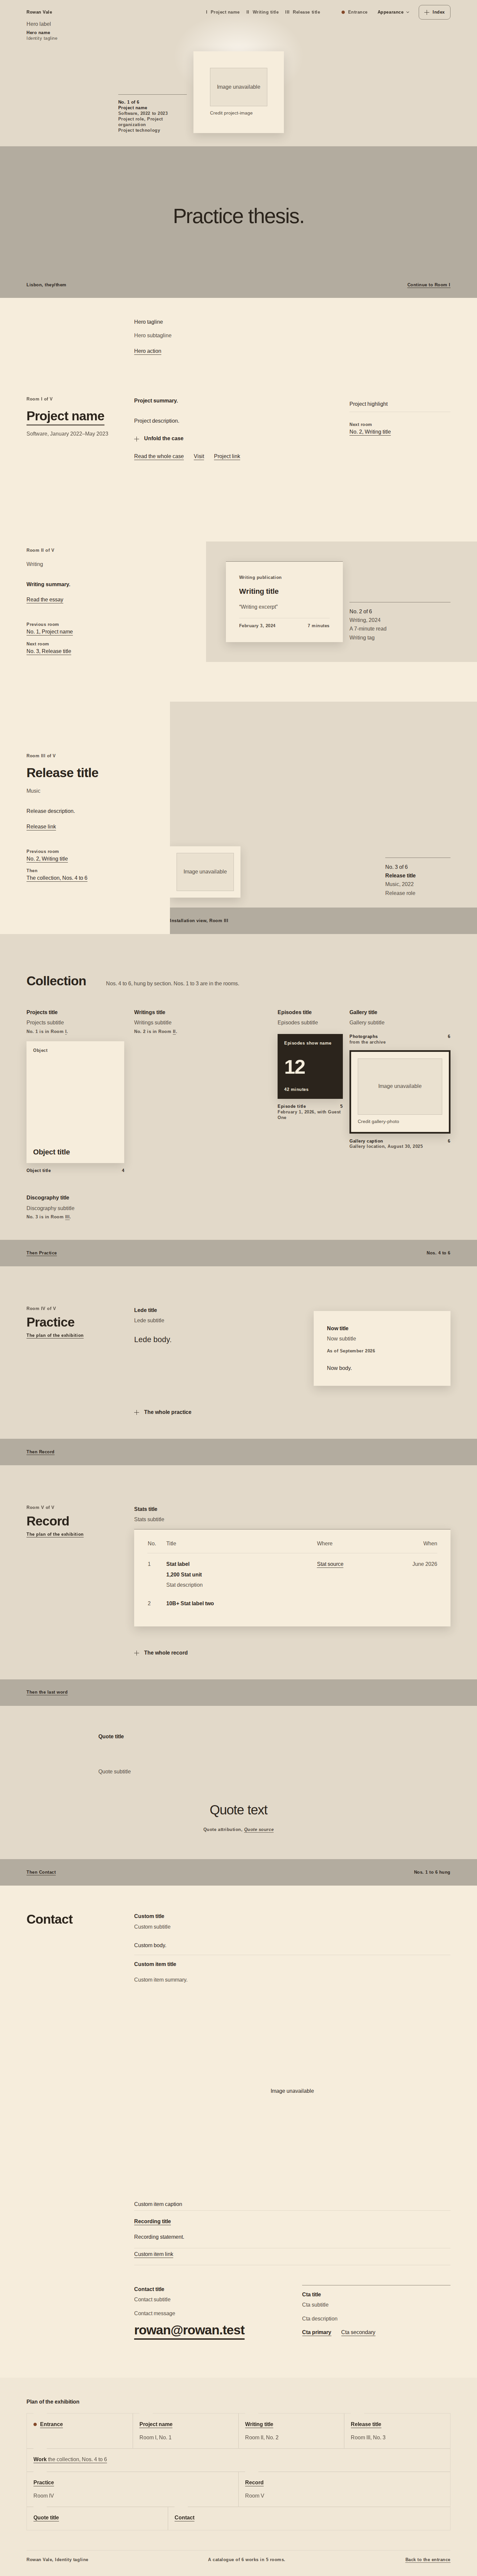 Rowan Vale
I Project name II Writing title III Release title
Entrance
Appearance
Index
Hero label
Hero name
Identity tagline
Image unavailable
Credit project-image
No. 1 of 6
Project name
Software, 2022 to 2023
Project role, Project
organization
Project technology
Practice thesis.
Lisbon, they/them
Continue to Room I
Hero tagline
Hero subtagline
Hero action
Room I of V
Project name
Software, January 2022–May 2023
Project summary.
Project description.
Unfold the case
Read the whole case Visit Project link
Project highlight
Next room
No. 2, Writing title
Room II of V
Writing
Writing summary.
Read the essay
Previous room
No. 1, Project name
Next room
No. 3, Release title
Writing publication
Writing title
"Writing excerpt"
February 3, 2024 7 minutes
No. 2 of 6
Writing, 2024
A 7-minute read
Writing tag
Room III of V
Release title
Music
Release description.
Release link
Previous room
No. 2, Writing title
Then
The collection, Nos. 4 to 6
Image unavailable
No. 3 of 6
Release title
Music, 2022
Release role
Installation view, Room III
Collection
Nos. 4 to 6, hung by section. Nos. 1 to 3 are in the rooms.
Projects title
Projects subtitle
No. 1 is in Room I.
Object
Object title
Object title 4
Writings title
Writings subtitle
No. 2 is in Room II.
Episodes title
Episodes subtitle
Episodes show name
12
42 minutes
Episode title 5
February 1, 2026, with Guest
One
Gallery title
Gallery subtitle
Photographs 6
from the archive
Image unavailable
Credit gallery-photo
Gallery caption 6
Gallery location, August 30, 2025
Discography title
Discography subtitle
No. 3 is in Room III.
Then Practice
Nos. 4 to 6
Room IV of V
Practice
The plan of the exhibition
Lede title
Lede subtitle
Lede body.
Now title
Now subtitle
As of September 2026
Now body.
The whole practice
Then Record
Room V of V
Record
The plan of the exhibition
Stats title
Stats subtitle
No. Title Where When
1 Stat label Stat source June 2026
1,200 Stat unit
Stat description
2 10B+ Stat label two
The whole record
Then the last word
Quote title
Quote subtitle
Quote text
Quote attribution, Quote source
Then Contact
Nos. 1 to 6 hung
Contact
Custom title
Custom subtitle
Custom body.
Custom item title
Custom item summary.
Image unavailable
Custom item caption
Recording title
Recording statement.
Custom item link
Contact title
Contact subtitle
Contact message
rowan@rowan.test
Cta title
Cta subtitle
Cta description
Cta primary Cta secondary
Plan of the exhibition
Entrance
Project name
Room I, No. 1
Writing title
Room II, No. 2
Release title
Room III, No. 3
Work the collection, Nos. 4 to 6
Practice
Room IV
Record
Room V
Quote title
Contact
Rowan Vale, Identity tagline
A catalogue of 6 works in 5 rooms.
Back to the entrance